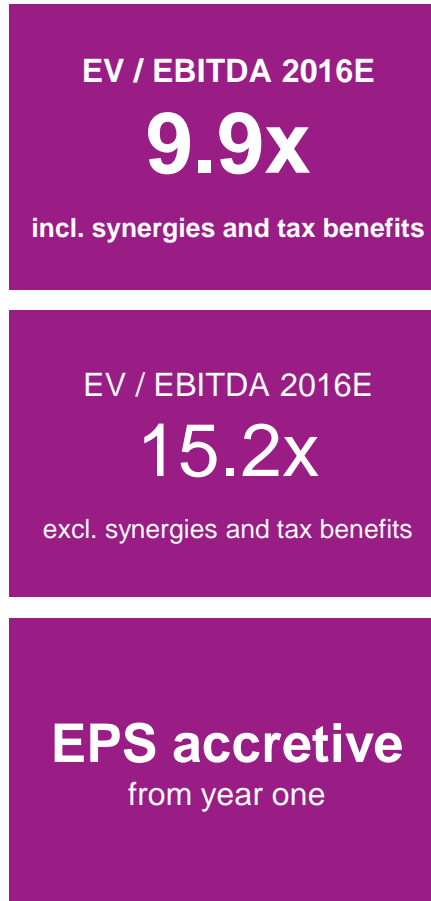 EV / EBITDA 2016E
9.9x
incl. synergies and tax benefits
EV / EBITDA 2016E
15.2x
excl. synergies and tax benefits
EPS accretive
from year one